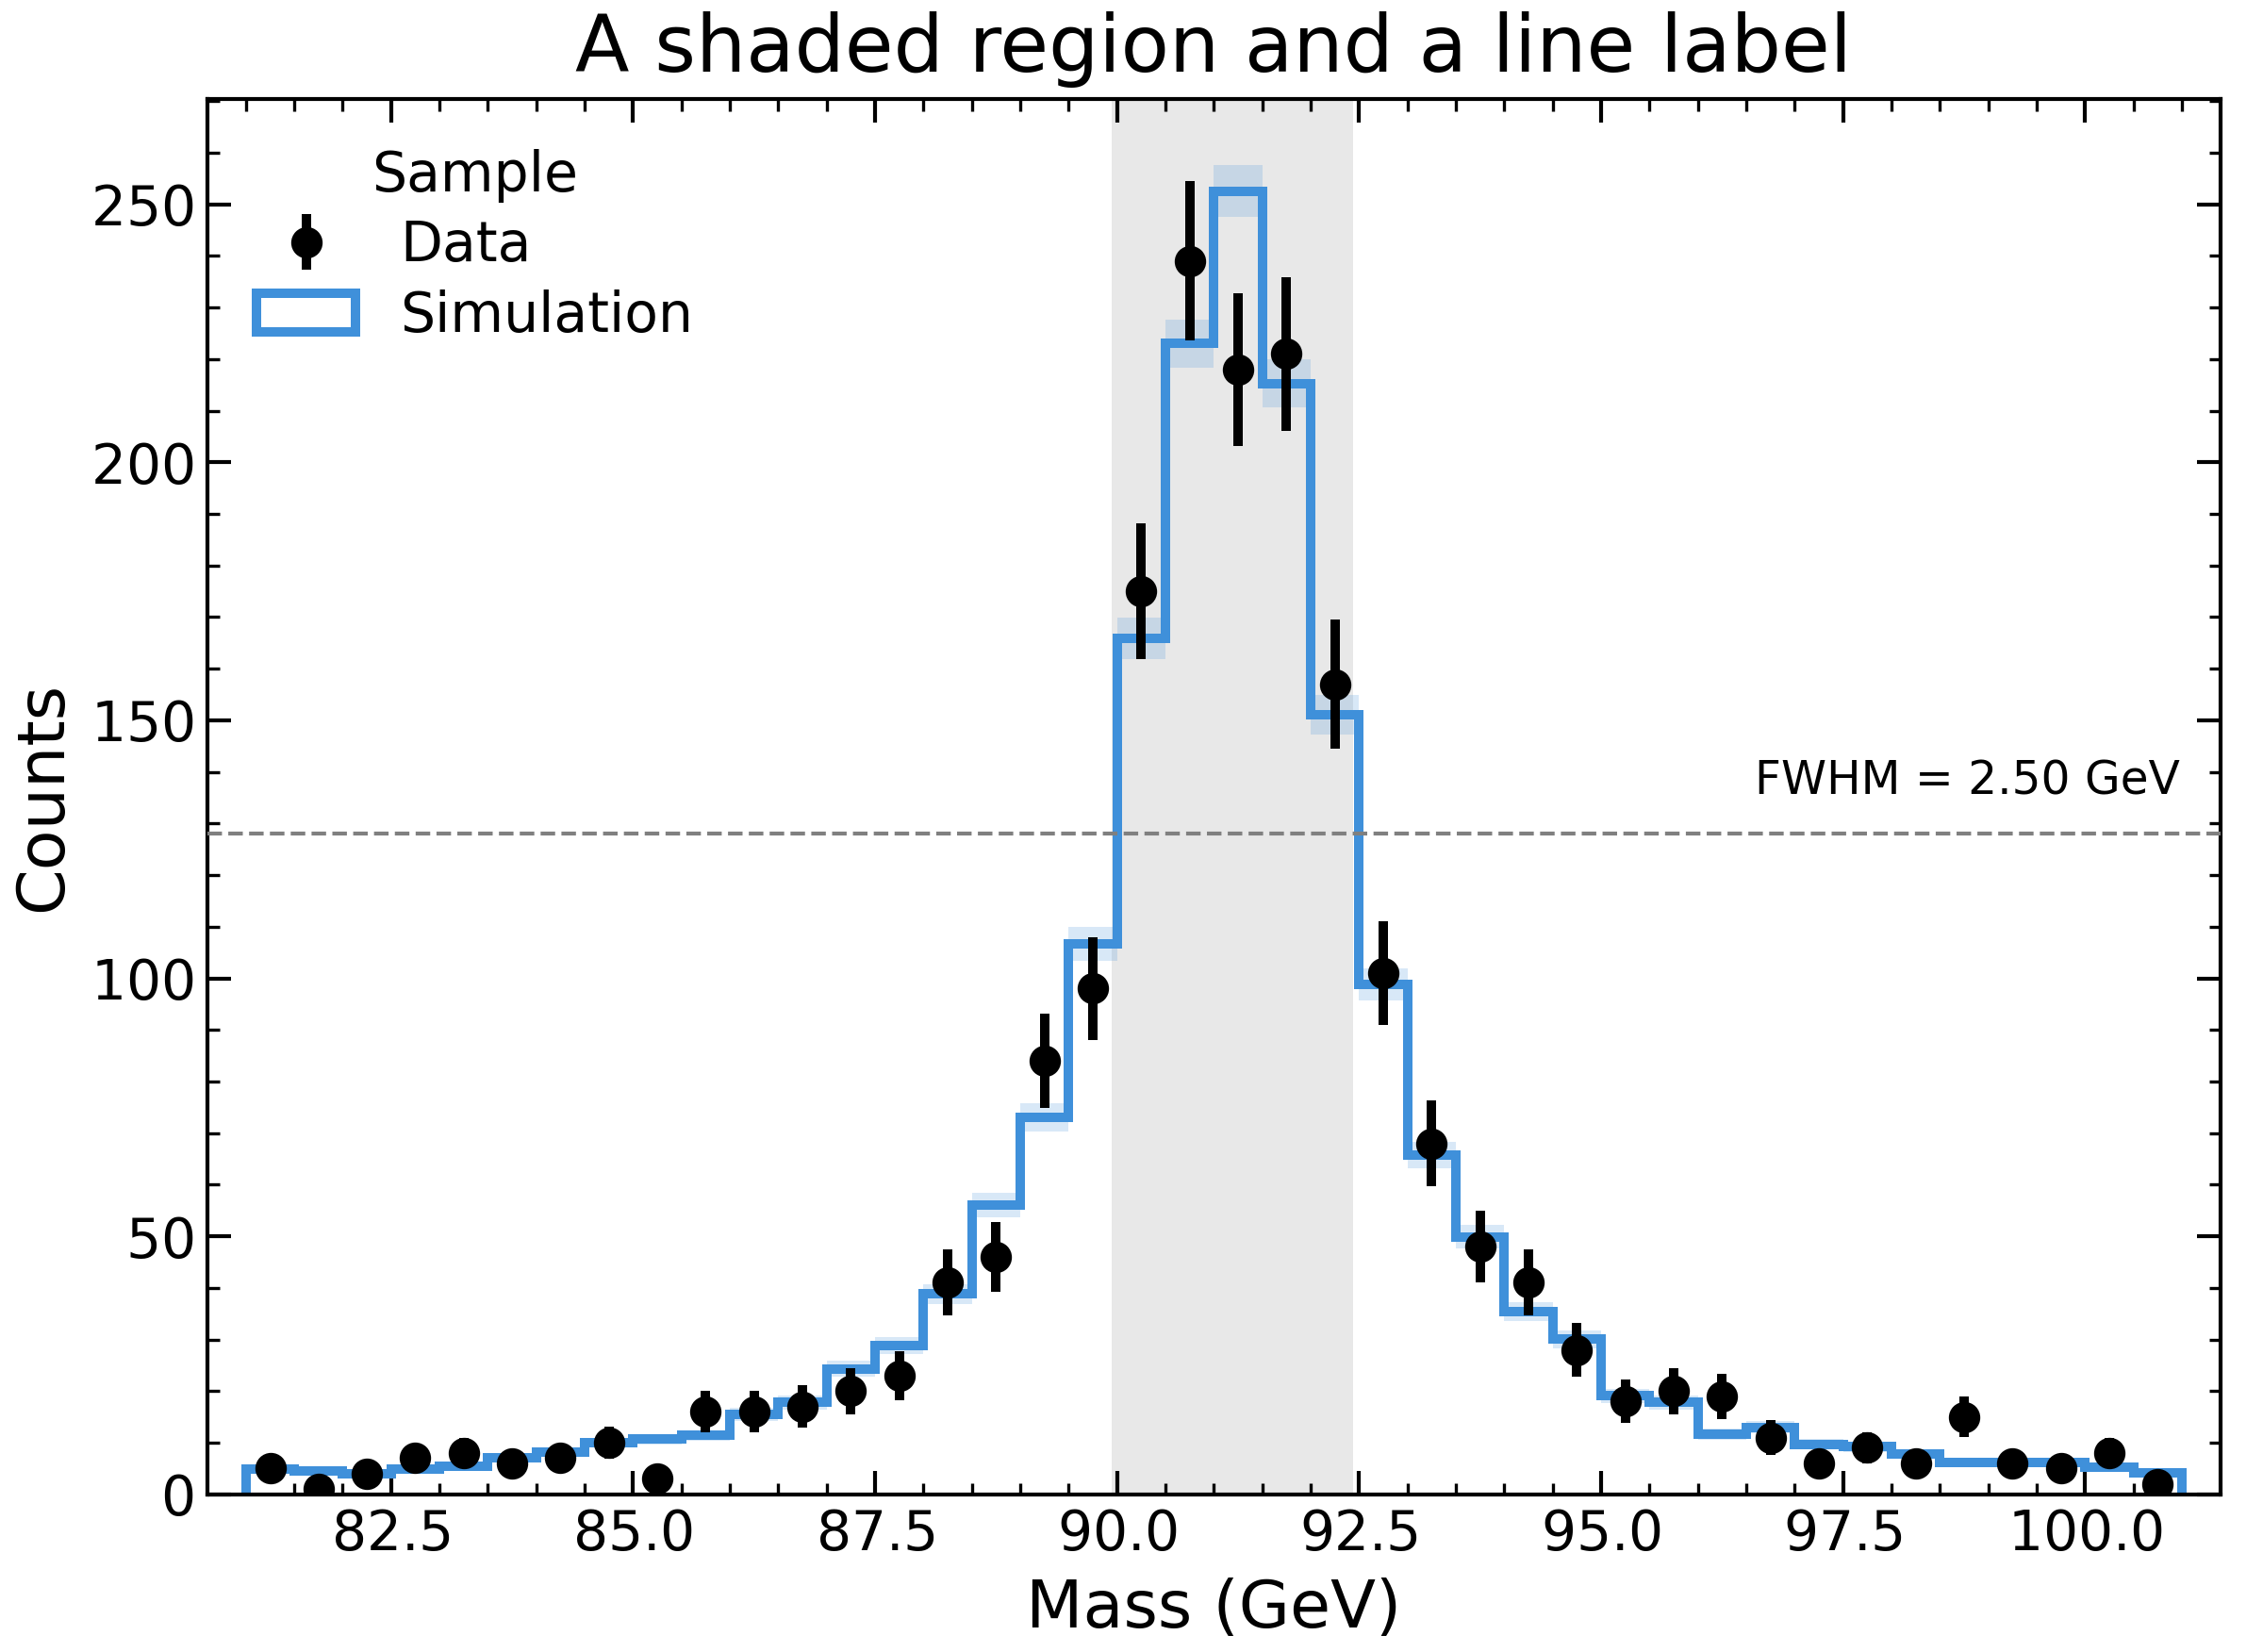 A shaded region and a line label
Sample
Data
Simulation
250
200
150
100
50
0
Counts
FWHM = 2.50 GeV
82.5 85.0 87.5 90.0 92.5 95.0 97.5 100.0
Mass (GeV)